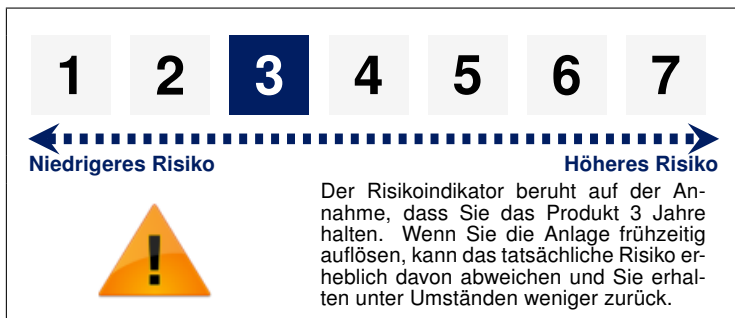 1 2 3 4 5 6 7
Niedrigeres Risiko Höheres Risiko
!
Der Risikoindikator beruht auf der An-
nahme, dass Sie das Produkt 3 Jahre
halten. Wenn Sie die Anlage frühzeitig
auflösen, kann das tatsächliche Risiko er-
heblich davon abweichen und Sie erhal-
ten unter Umständen weniger zurück.